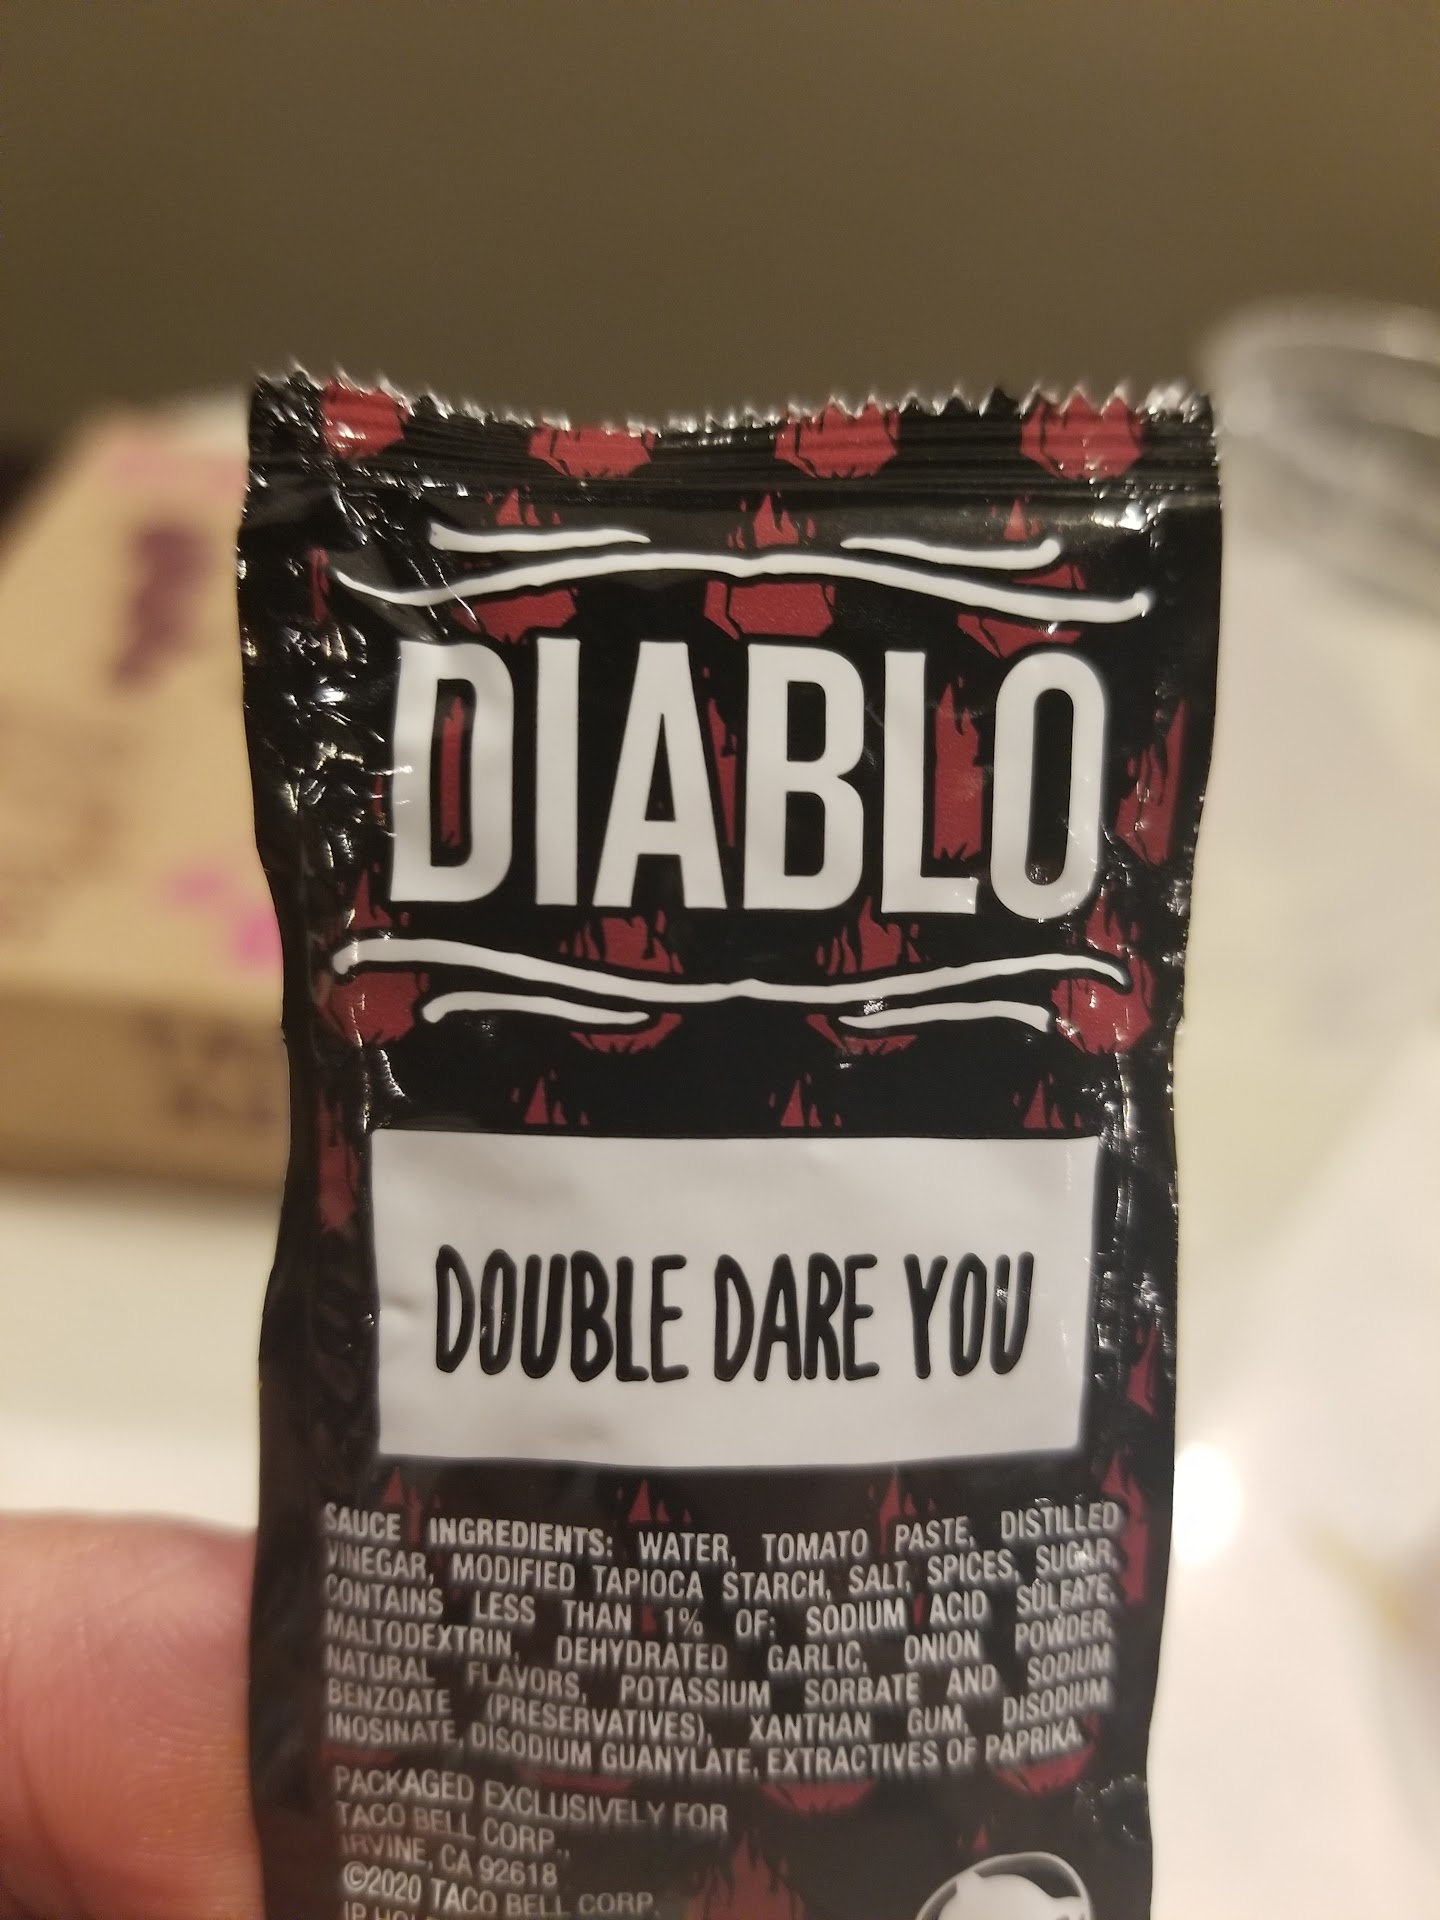 DIABLO
DOUBLE DARE YOU
SAUCE INGREDIENTS: WATER, TOMATO PASTE, DISTILLED
VINEGAR, MODIFIED TAPIOCA STARCH, SALT, SPICES, SUGAR,
CONTAINS LESS THAN 1% OF: SODIUM ACID SULFATE,
MALTODEXTRIN, DEHYDRATED GARLIC, ONION POWDER,
NATURAL FLAVORS, POTASSIUM SORBATE AND SODIUM
BENZOATE (PRESERVATIVES), XANTHAN GUM, DISODIUM
INOSINATE, DISODIUM GUANYLATE, EXTRACTIVES OF PAPRIKA.
PACKAGED EXCLUSIVELY FOR
TACO BELL CORP.,
IRVINE, CA 92618
©2020 TACO BELL CORP.